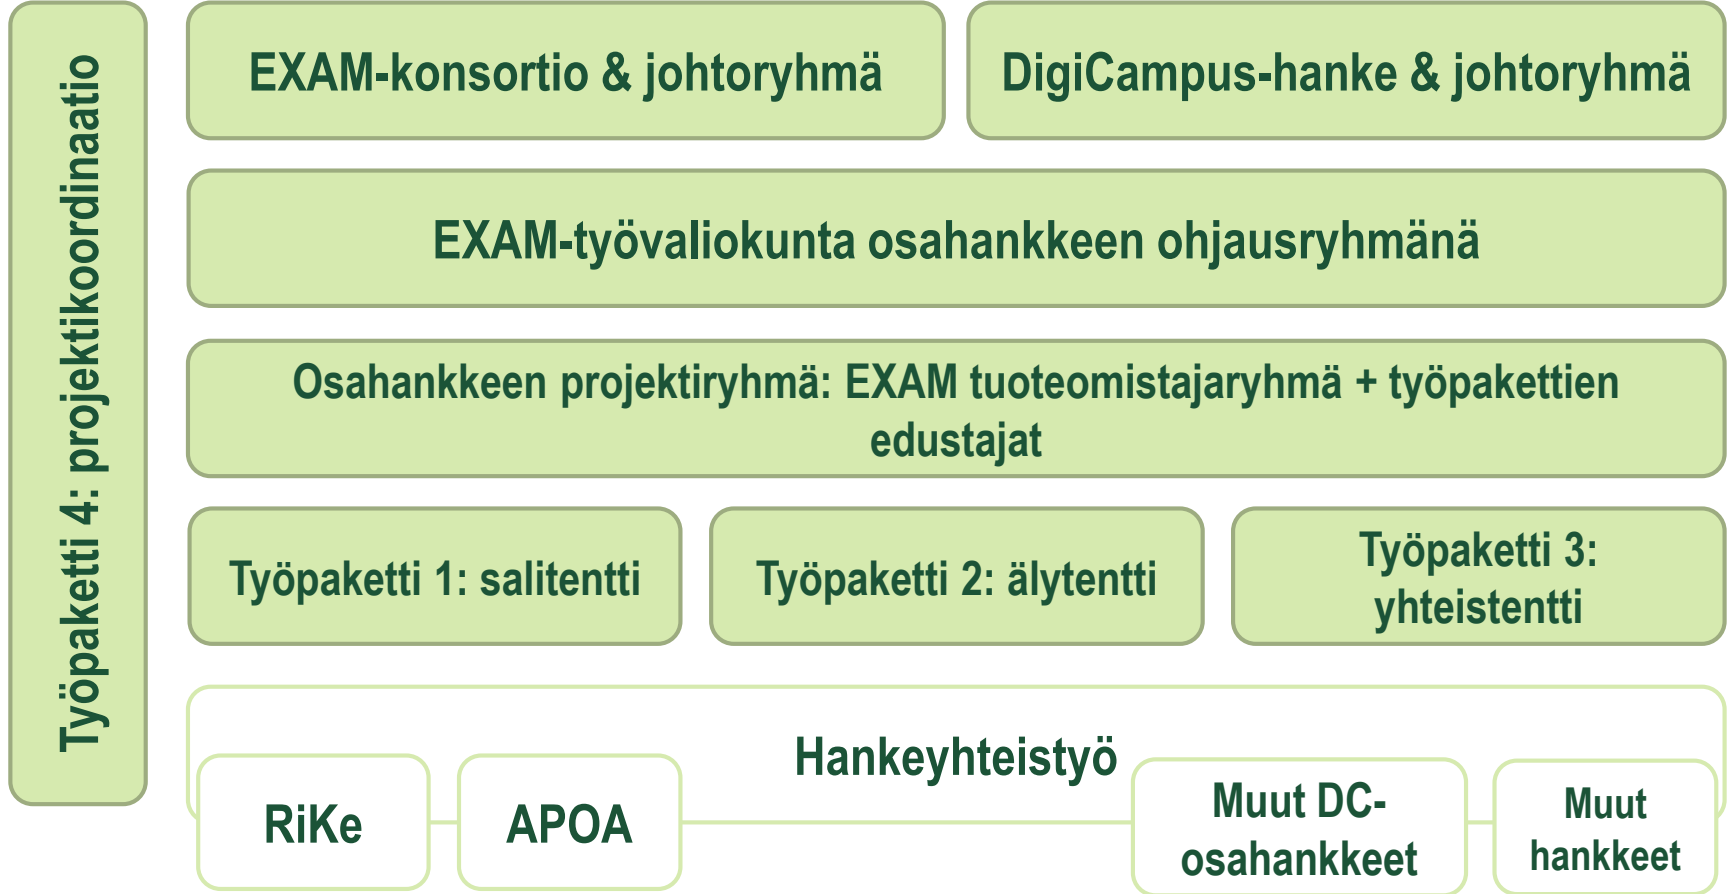 Työpaketti 4: projektikoordinaatio
EXAM-konsortio & johtoryhmä
DigiCampus-hanke & johtoryhmä
EXAM-työvaliokunta osahankkeen ohjausryhmänä
Osahankkeen projektiryhmä: EXAM tuoteomistajaryhmä + työpakettien
edustajat
Työpaketti 1: salitentti
Työpaketti 2: älytentti
Työpaketti 3:
yhteistentti
Hankeyhteistyö
RiKe
APOA
Muut DC-
osahankkeet
Muut
hankkeet